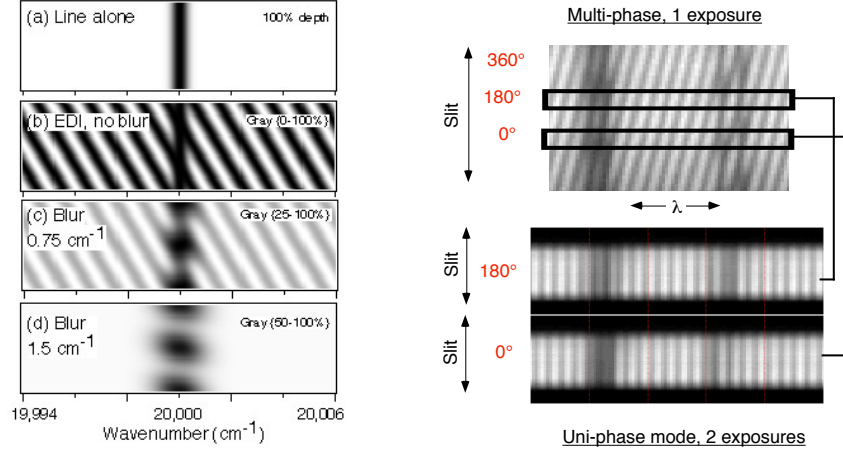 (a) Line alone
100% depth
(b) EDI, no blur
Gray {0-100%}
(c) Blur
0.75 cm⁻¹
Gray {25-100%}
(d) Blur
1.5 cm⁻¹
Gray {50-100%}
19,994
20,000
20,006
Wavenumber (cm⁻¹)
Multi-phase, 1 exposure
Slit
360°
180°
0°
λ
Slit
180°
Slit
0°
Uni-phase mode, 2 exposures